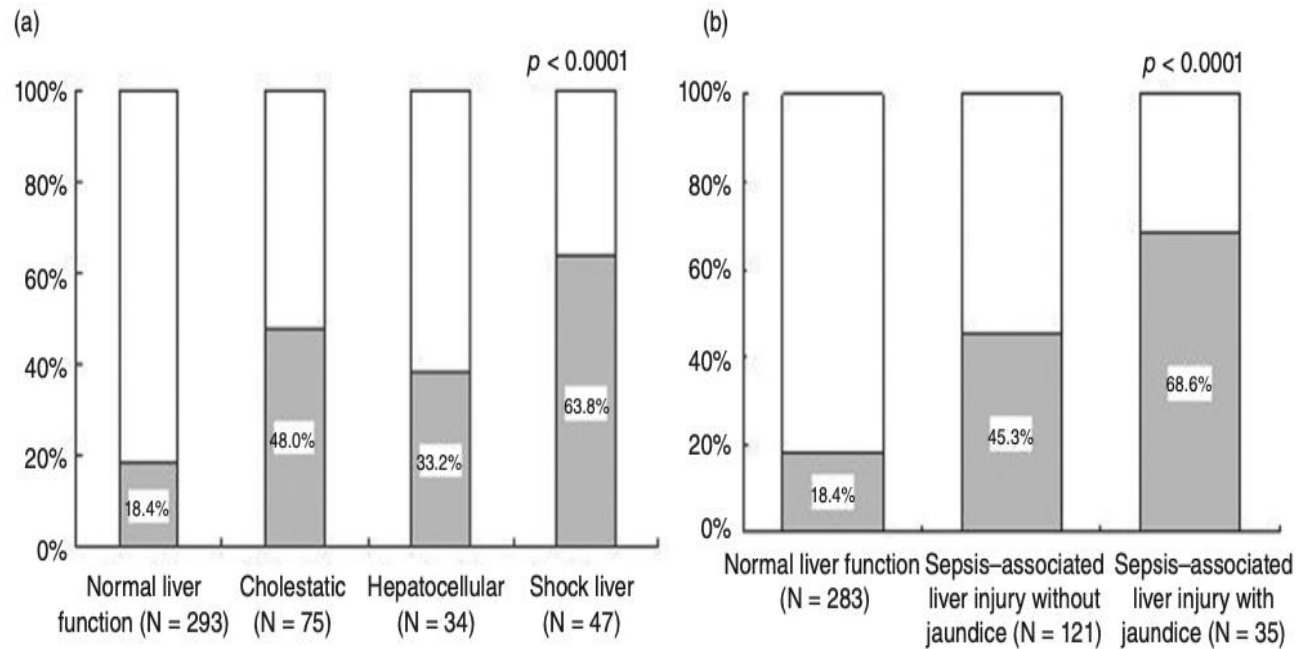 (a)
p < 0.0001
100%
80%
60%
40%
20%
0%
18.4%
48.0%
33.2%
63.8%
Normal liver
function (N = 293)
Cholestatic
(N = 75)
Hepatocellular
(N = 34)
Shock liver
(N = 47)
(b)
p < 0.0001
100%
80%
60%
40%
20%
0%
18.4%
45.3%
68.6%
Normal liver function
(N = 283)
Sepsis–associated
liver injury without
jaundice (N = 121)
Sepsis–associated
liver injury with
jaundice (N = 35)